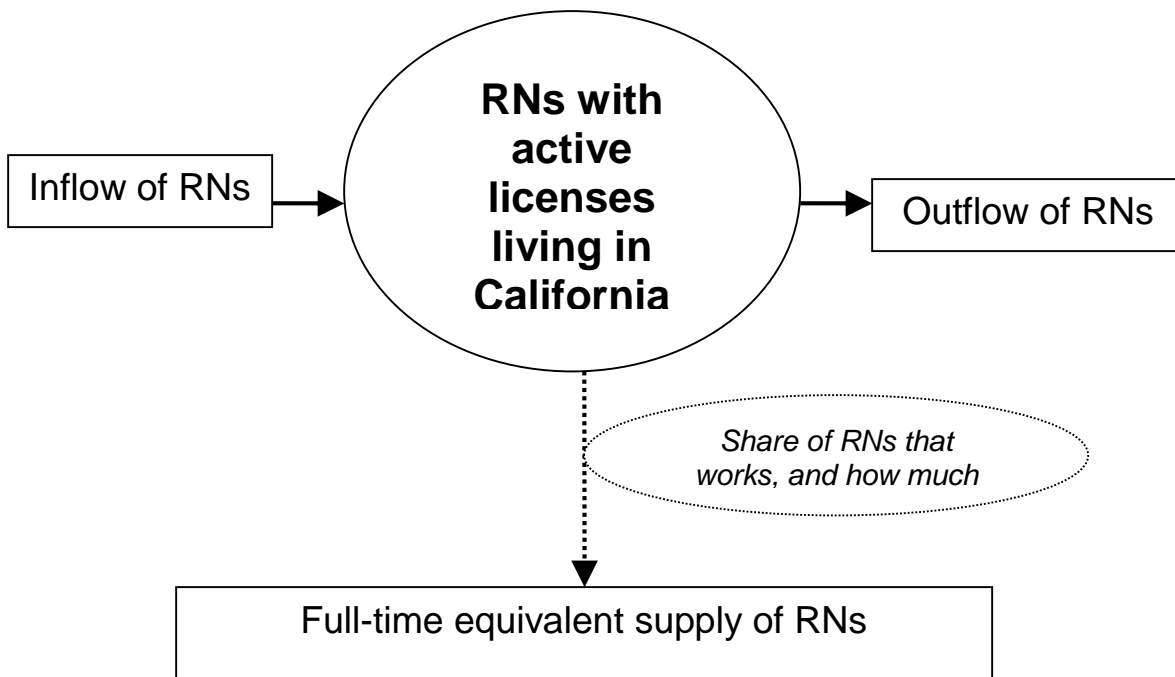 RNs with
active
licenses
living in
California
Inflow of RNs
Outflow of RNs
Share of RNs that
works, and how much
Full-time equivalent supply of RNs